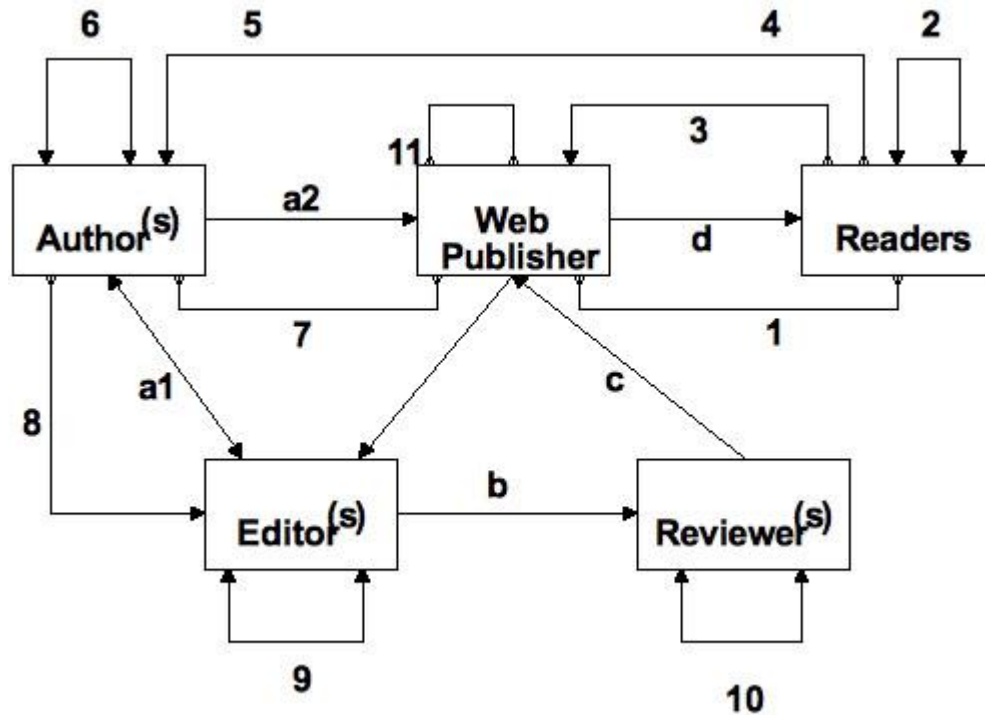 6
5
4
2
3
11
Author(s)
a2
Web
Publisher
d
Readers
7
1
a1
c
8
b
Editor(s)
Reviewer(s)
9
10